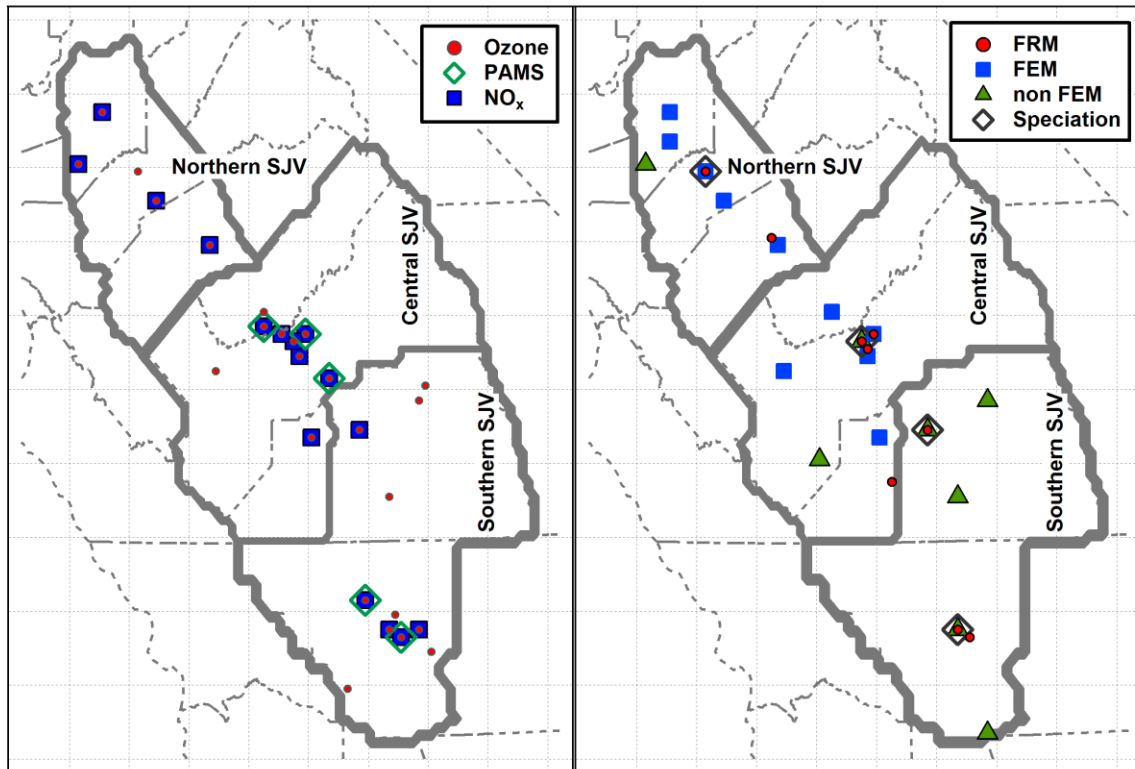 Ozone
PAMS
NOx
Northern SJV
Central SJV
Southern SJV
FRM
FEM
non FEM
Speciation
Northern SJV
Central SJV
Southern SJV